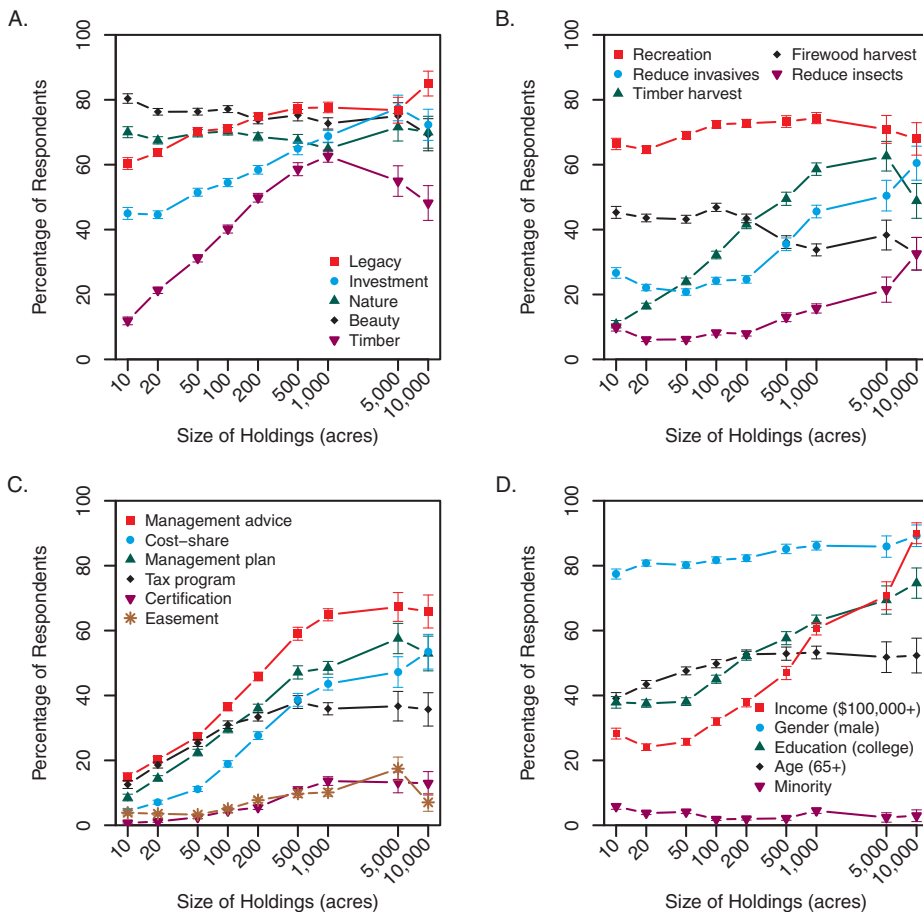 A.
Percentage of Respondents
100
80
60
40
20
0
Legacy
Investment
Nature
Beauty
Timber
10
20
50
100
200
500
1,000
5,000
10,000
Size of Holdings (acres)
B.
Percentage of Respondents
100
80
60
40
20
0
Recreation
Reduce invasives
Timber harvest
Firewood harvest
Reduce insects
10
20
50
100
200
500
1,000
5,000
10,000
Size of Holdings (acres)
C.
Percentage of Respondents
100
80
60
40
20
0
Management advice
Cost−share
Management plan
Tax program
Certification
Easement
10
20
50
100
200
500
1,000
5,000
10,000
Size of Holdings (acres)
D.
Percentage of Respondents
100
80
60
40
20
0
Income ($100,000+)
Gender (male)
Education (college)
Age (65+)
Minority
10
20
50
100
200
500
1,000
5,000
10,000
Size of Holdings (acres)